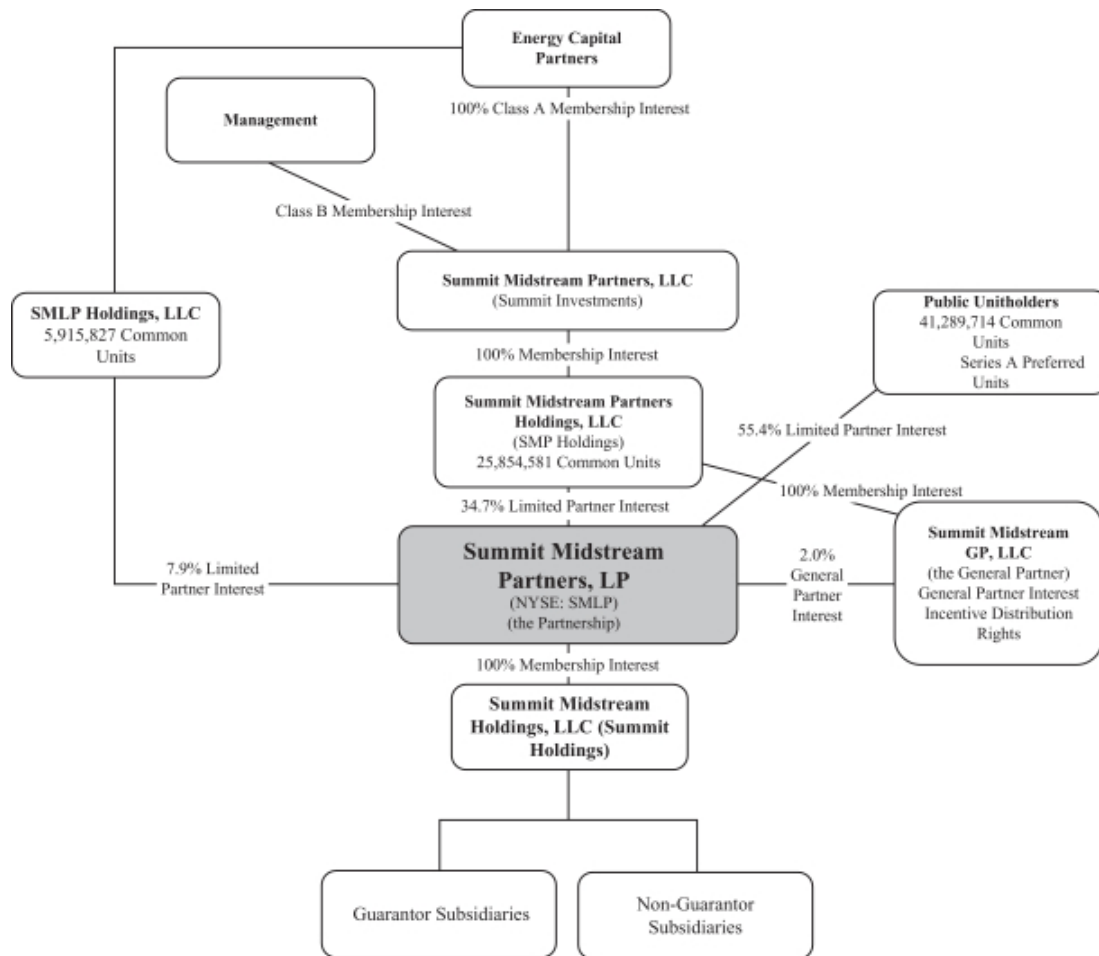 Energy Capital
Partners
100% Class A Membership Interest
Management
Class B Membership Interest
Summit Midstream Partners, LLC
(Summit Investments)
SMLP Holdings, LLC
5,915,827 Common
Units
Public Unitholders
41,289,714 Common
Units
Series A Preferred
Units
100% Membership Interest
Summit Midstream Partners
Holdings, LLC
(SMP Holdings)
25,854,581 Common Units
55.4% Limited Partner Interest
100% Membership Interest
34.7% Limited Partner Interest
Summit Midstream
Partners, LP
(NYSE: SMLP)
(the Partnership)
7.9% Limited
Partner Interest
2.0%
General
Partner
Interest
Summit Midstream
GP, LLC
(the General Partner)
General Partner Interest
Incentive Distribution
Rights
100% Membership Interest
Summit Midstream
Holdings, LLC (Summit
Holdings)
Guarantor Subsidiaries
Non-Guarantor
Subsidiaries